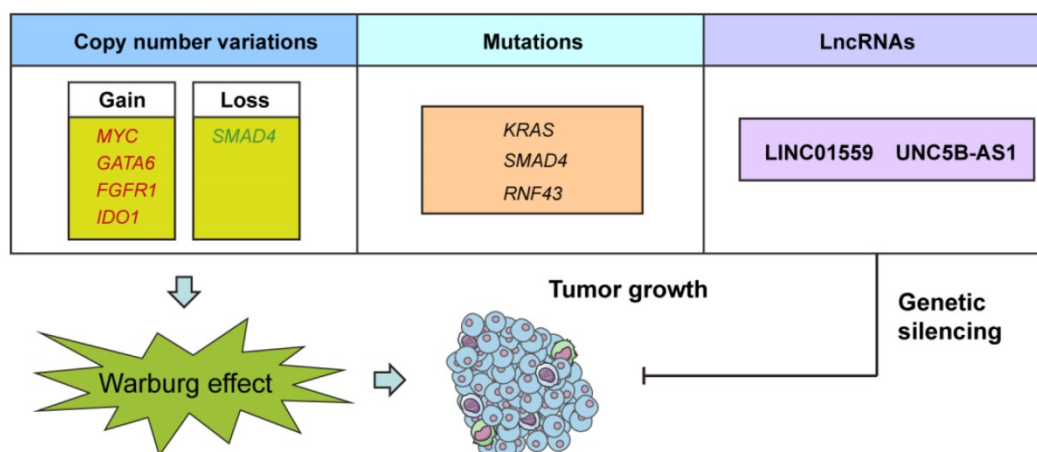 Copy number variations
Mutations
LncRNAs
Gain
Loss
MYC
GATA6
FGFR1
IDO1
SMAD4
KRAS
SMAD4
RNF43
LINC01559 UNC5B-AS1
Tumor growth
Genetic
silencing
Warburg effect